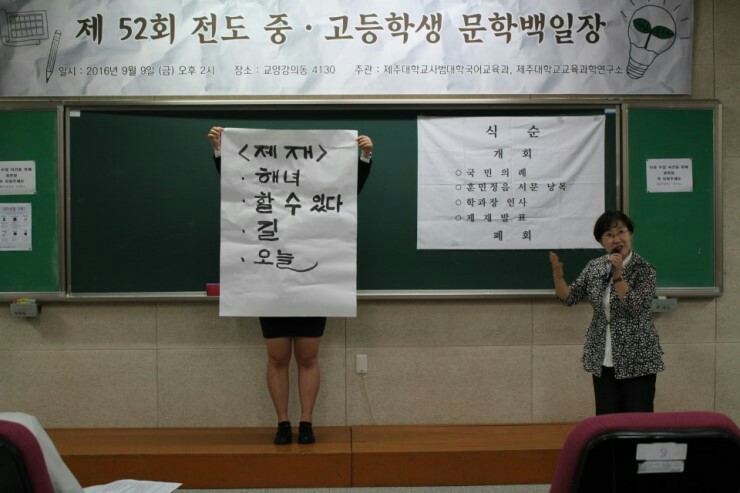 제 52회 전도 중·고등학생 문학백일장
일시 : 2016년 9월 9일 (금) 오후 2시 장소 : 교양강의동 4130 주관 : 제주대학교사범대학국어교육과, 제주대학교교육과학연구소
<제재>
· 해녀
· 할 수 있다
· 길
· 오늘
식 순
개 회
○ 국 민 의 례
○ 훈민정음 서문 낭독
○ 학과장 인사
○ 제 재 발 표
폐 회